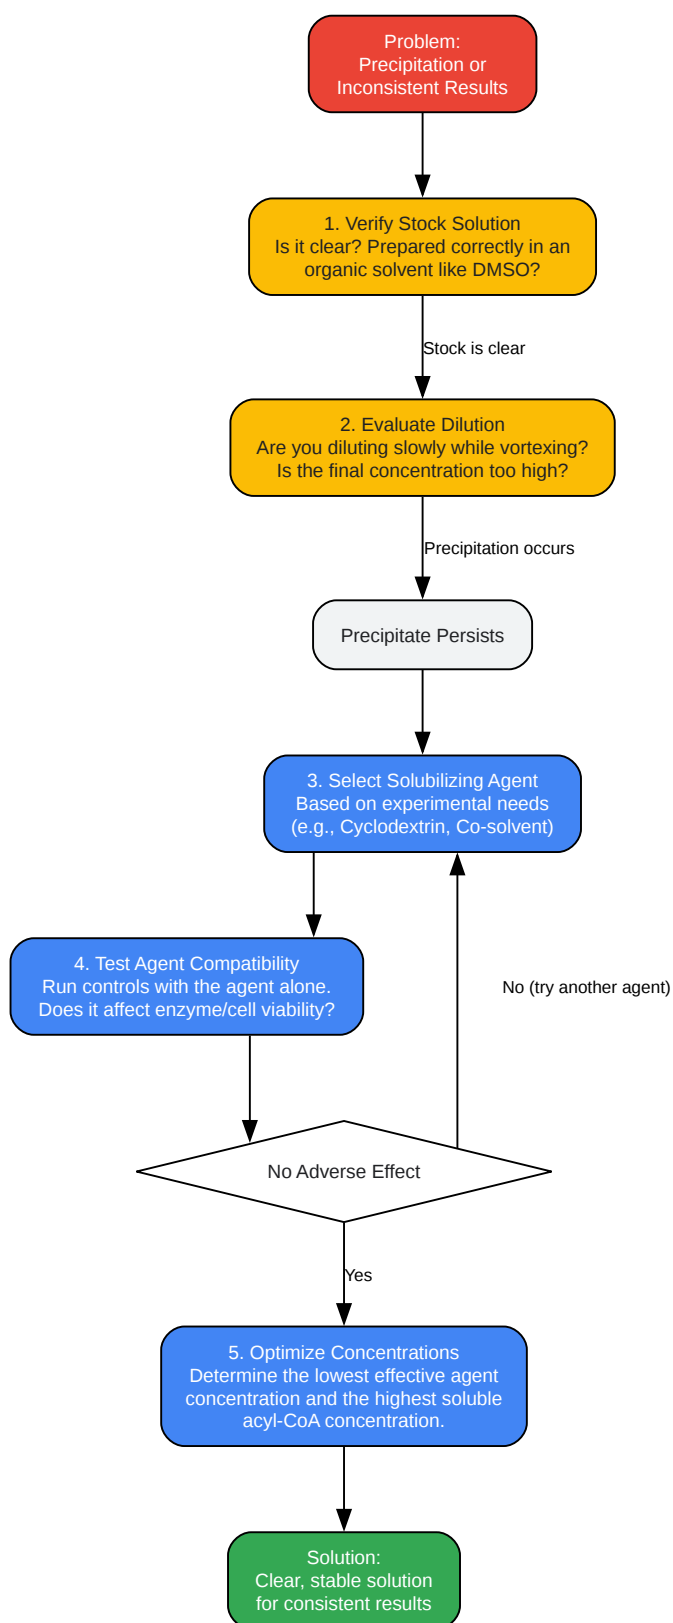 Problem:
Precipitation or
Inconsistent Results
1. Verify Stock Solution
Is it clear? Prepared correctly in an
organic solvent like DMSO?
Stock is clear
2. Evaluate Dilution
Are you diluting slowly while vortexing?
Is the final concentration too high?
Precipitation occurs
Precipitate Persists
3. Select Solubilizing Agent
Based on experimental needs
(e.g., Cyclodextrin, Co-solvent)
4. Test Agent Compatibility
Run controls with the agent alone.
Does it affect enzyme/cell viability?
No (try another agent)
No Adverse Effect
Yes
5. Optimize Concentrations
Determine the lowest effective agent
concentration and the highest soluble
acyl-CoA concentration.
Solution:
Clear, stable solution
for consistent results